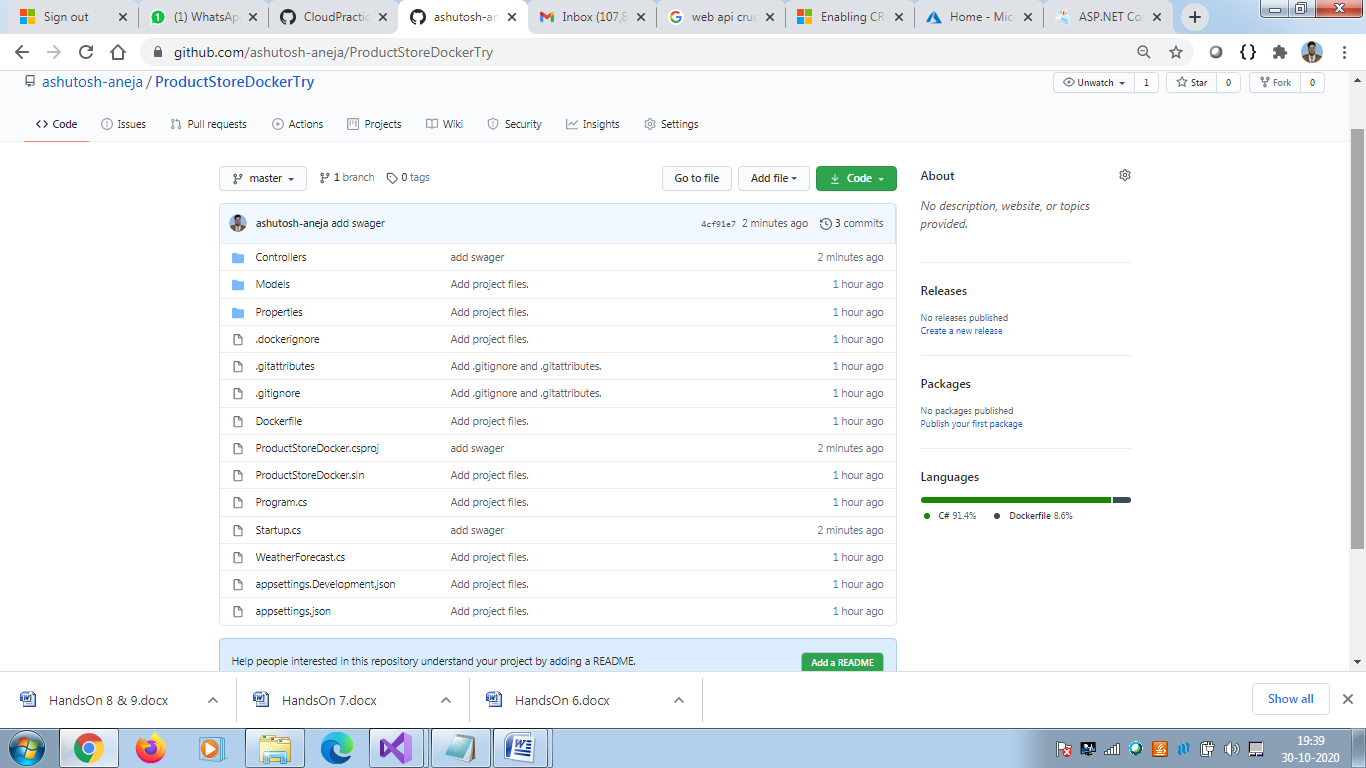 Sign out
(1) WhatsAp
CloudPractic
ashutosh-an
Inbox (107,8
web api crud
Enabling CR
Home - Mic
ASP.NET Co
github.com/ashutosh-aneja/ProductStoreDockerTry
ashutosh-aneja / ProductStoreDockerTry
Unwatch 1 Star 0 Fork 0
Code Issues Pull requests Actions Projects Wiki Security Insights Settings
master 1 branch 0 tags Go to file Add file Code
ashutosh-aneja add swager 4cf91e7 2 minutes ago 3 commits
Controllers add swager 2 minutes ago
Models Add project files. 1 hour ago
Properties Add project files. 1 hour ago
.dockerignore Add project files. 1 hour ago
.gitattributes Add .gitignore and .gitattributes. 1 hour ago
.gitignore Add .gitignore and .gitattributes. 1 hour ago
Dockerfile Add project files. 1 hour ago
ProductStoreDocker.csproj add swager 2 minutes ago
ProductStoreDocker.sln Add project files. 1 hour ago
Program.cs Add project files. 1 hour ago
Startup.cs add swager 2 minutes ago
WeatherForecast.cs Add project files. 1 hour ago
appsettings.Development.json Add project files. 1 hour ago
appsettings.json Add project files. 1 hour ago
Help people interested in this repository understand your project by adding a README. Add a README
About
No description, website, or topics
provided.
Releases
No releases published
Create a new release
Packages
No packages published
Publish your first package
Languages
C# 91.4% Dockerfile 8.6%
HandsOn 8 & 9.docx HandsOn 7.docx HandsOn 6.docx Show all
19:39
30-10-2020